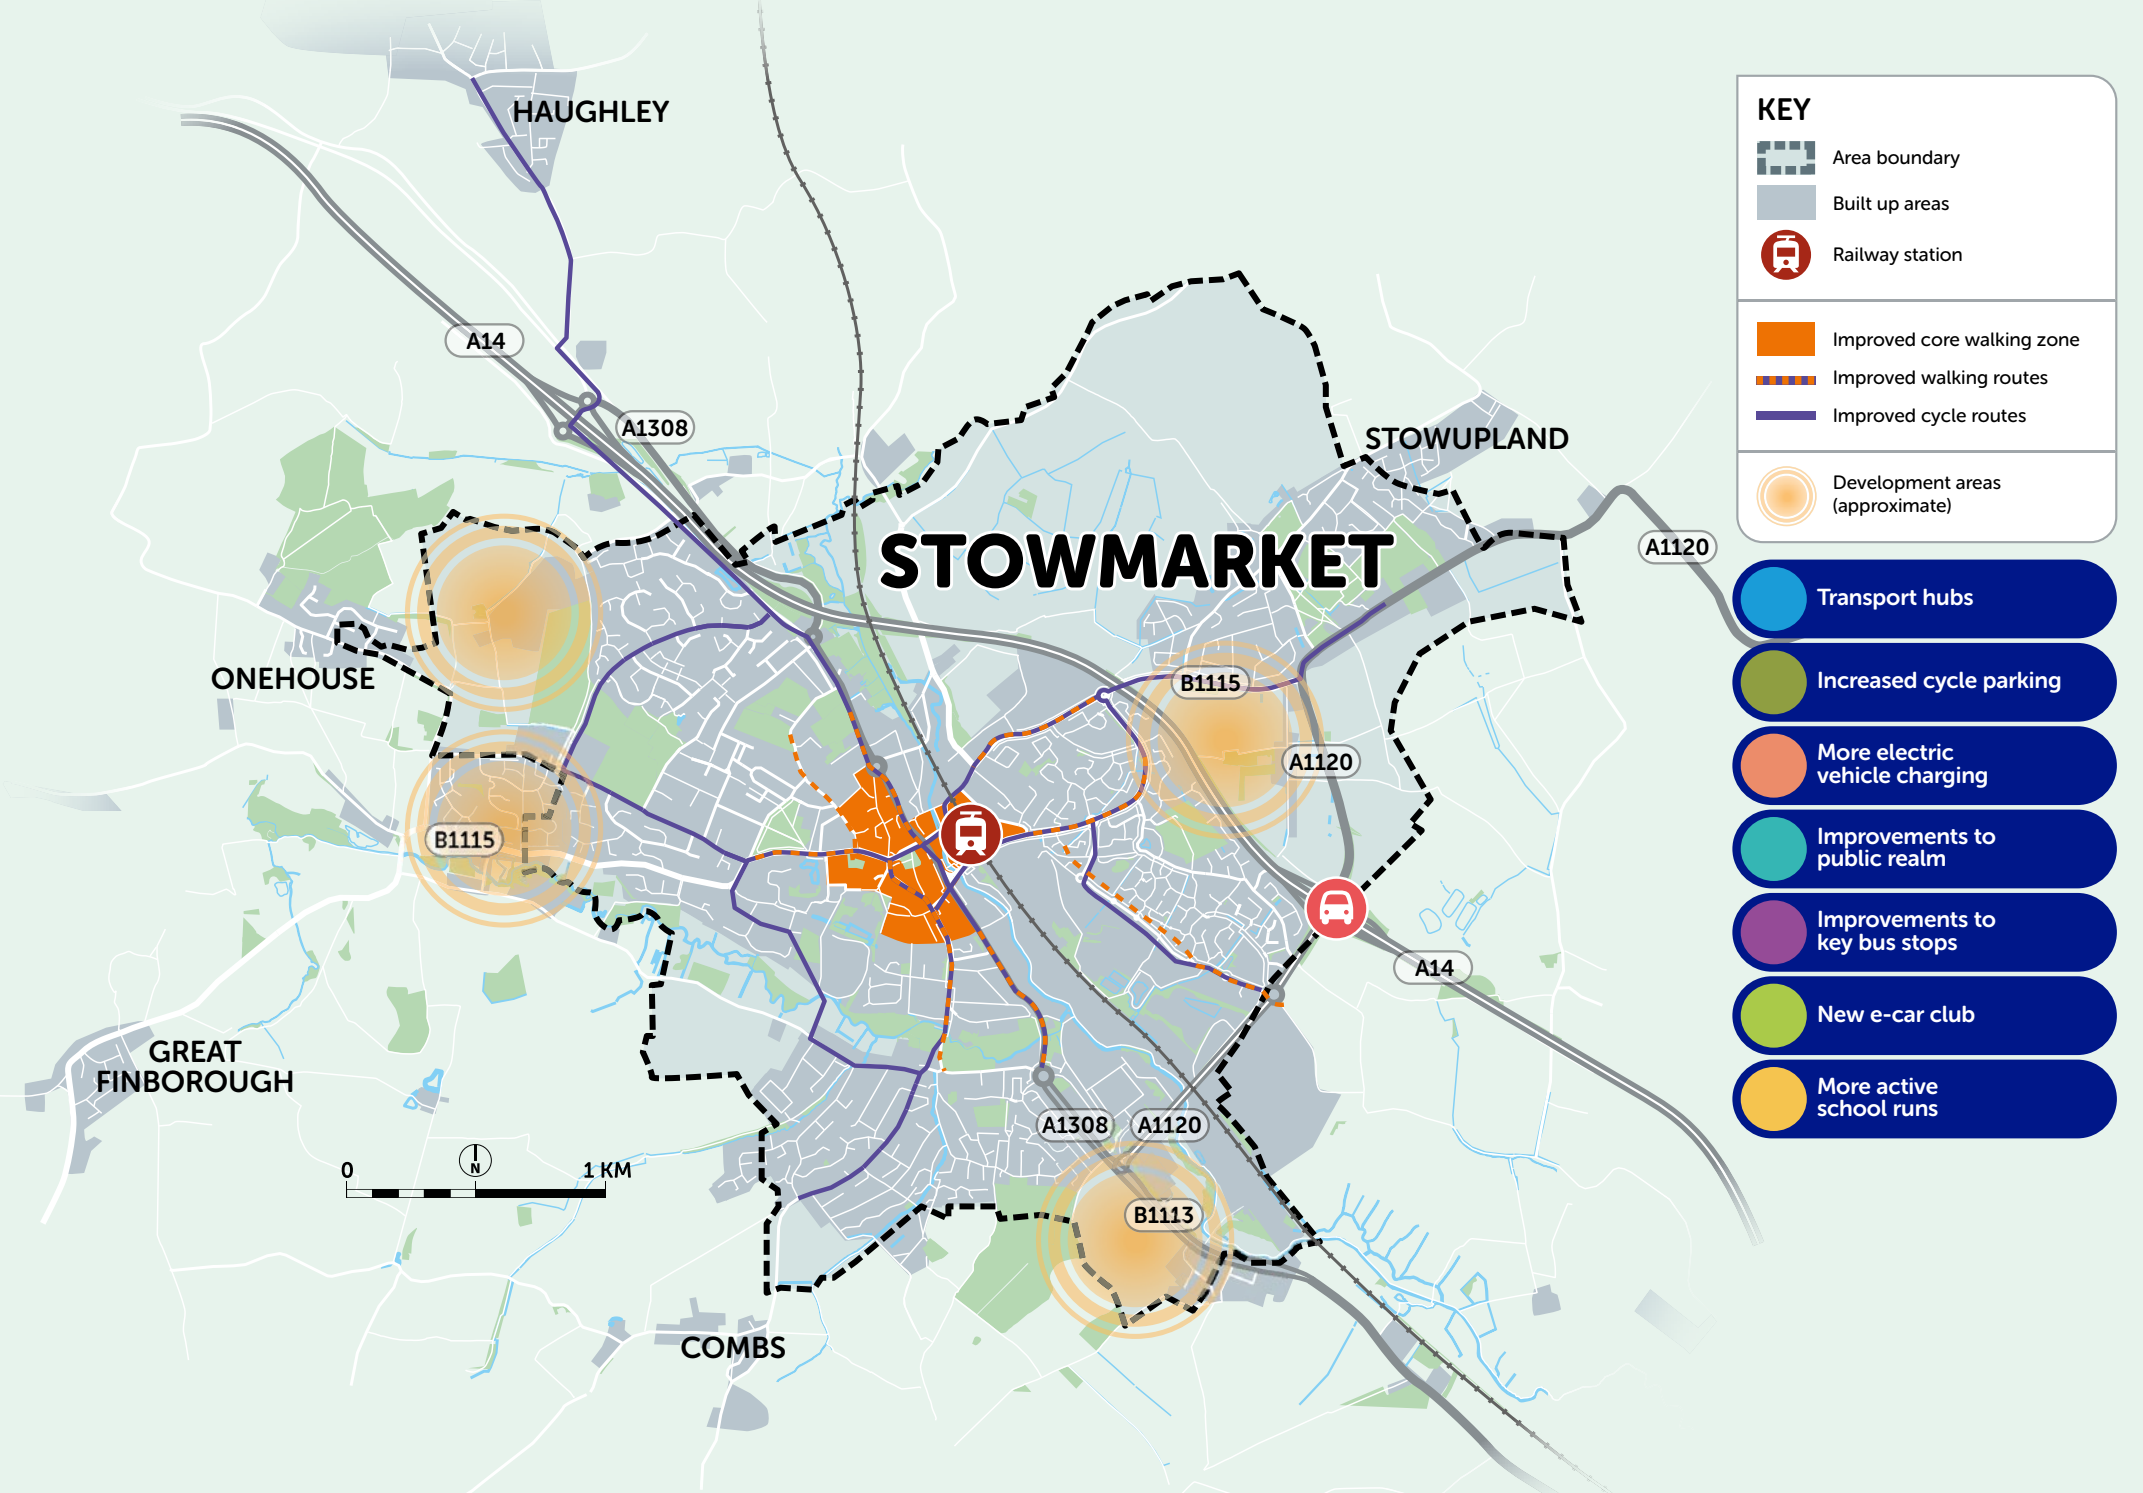 HAUGHLEY
A14
A1308
STOWUPLAND
STOWMARKET
A1120
ONEHOUSE
B1115
A1120
B1115
A14
GREAT
FINBOROUGH
A1308
A1120
0
N
1 KM
B1113
COMBS
KEY
Area boundary
Built up areas
Railway station
Improved core walking zone
Improved walking routes
Improved cycle routes
Development areas
(approximate)
Transport hubs
Increased cycle parking
More electric
vehicle charging
Improvements to
public realm
Improvements to
key bus stops
New e-car club
More active
school runs